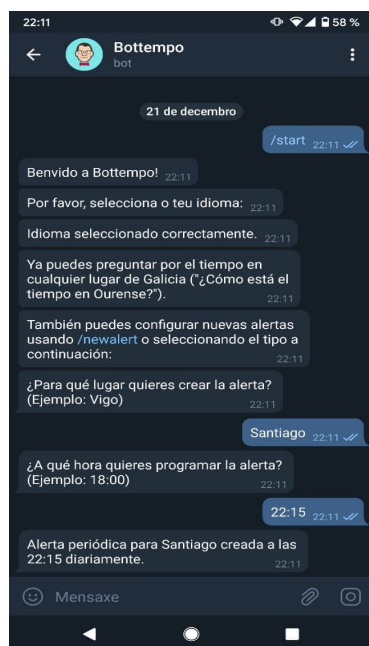 22:11
58 %
Bottempo
bot
21 de decembro
/start 22:11
Benvido a Bottempo! 22:11
Por favor, selecciona o teu idioma: 22:11
Idioma seleccionado correctamente. 22:11
Ya puedes preguntar por el tiempo en
cualquier lugar de Galicia ("¿Cómo está el
tiempo en Ourense?"). 22:11
También puedes configurar nuevas alertas
usando /newalert o seleccionando el tipo a
continuación: 22:11
¿Para qué lugar quieres crear la alerta?
(Ejemplo: Vigo) 22:11
Santiago 22:11
¿A qué hora quieres programar la alerta?
(Ejemplo: 18:00) 22:11
22:15 22:11
Alerta periódica para Santiago creada a las
22:15 diariamente. 22:11
Mensaxe